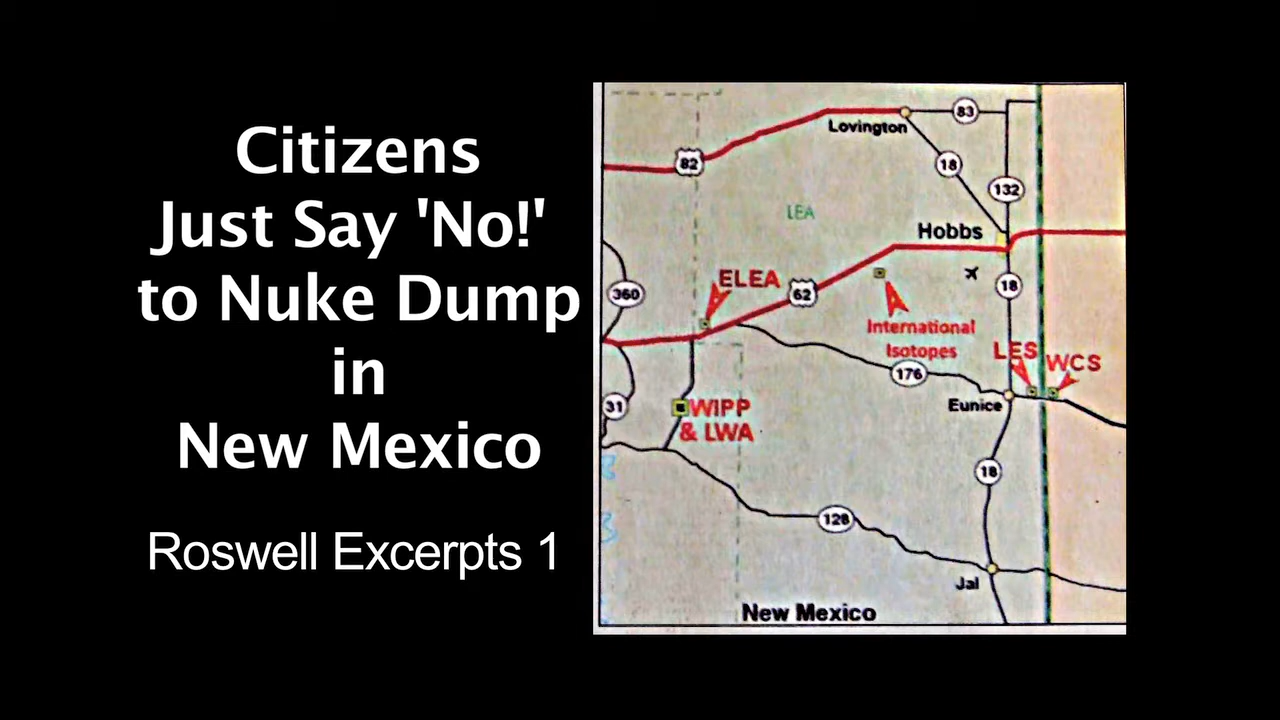 Citizens
Just Say 'No!'
to Nuke Dump
in
New Mexico
Roswell Excerpts 1
83
Lovington
82
18
132
LEA
Hobbs
ELEA
62
360
18
International
Isotopes
LES
WCS
176
31
Eunice
WIPP
& LWA
18
128
Jal
New Mexico